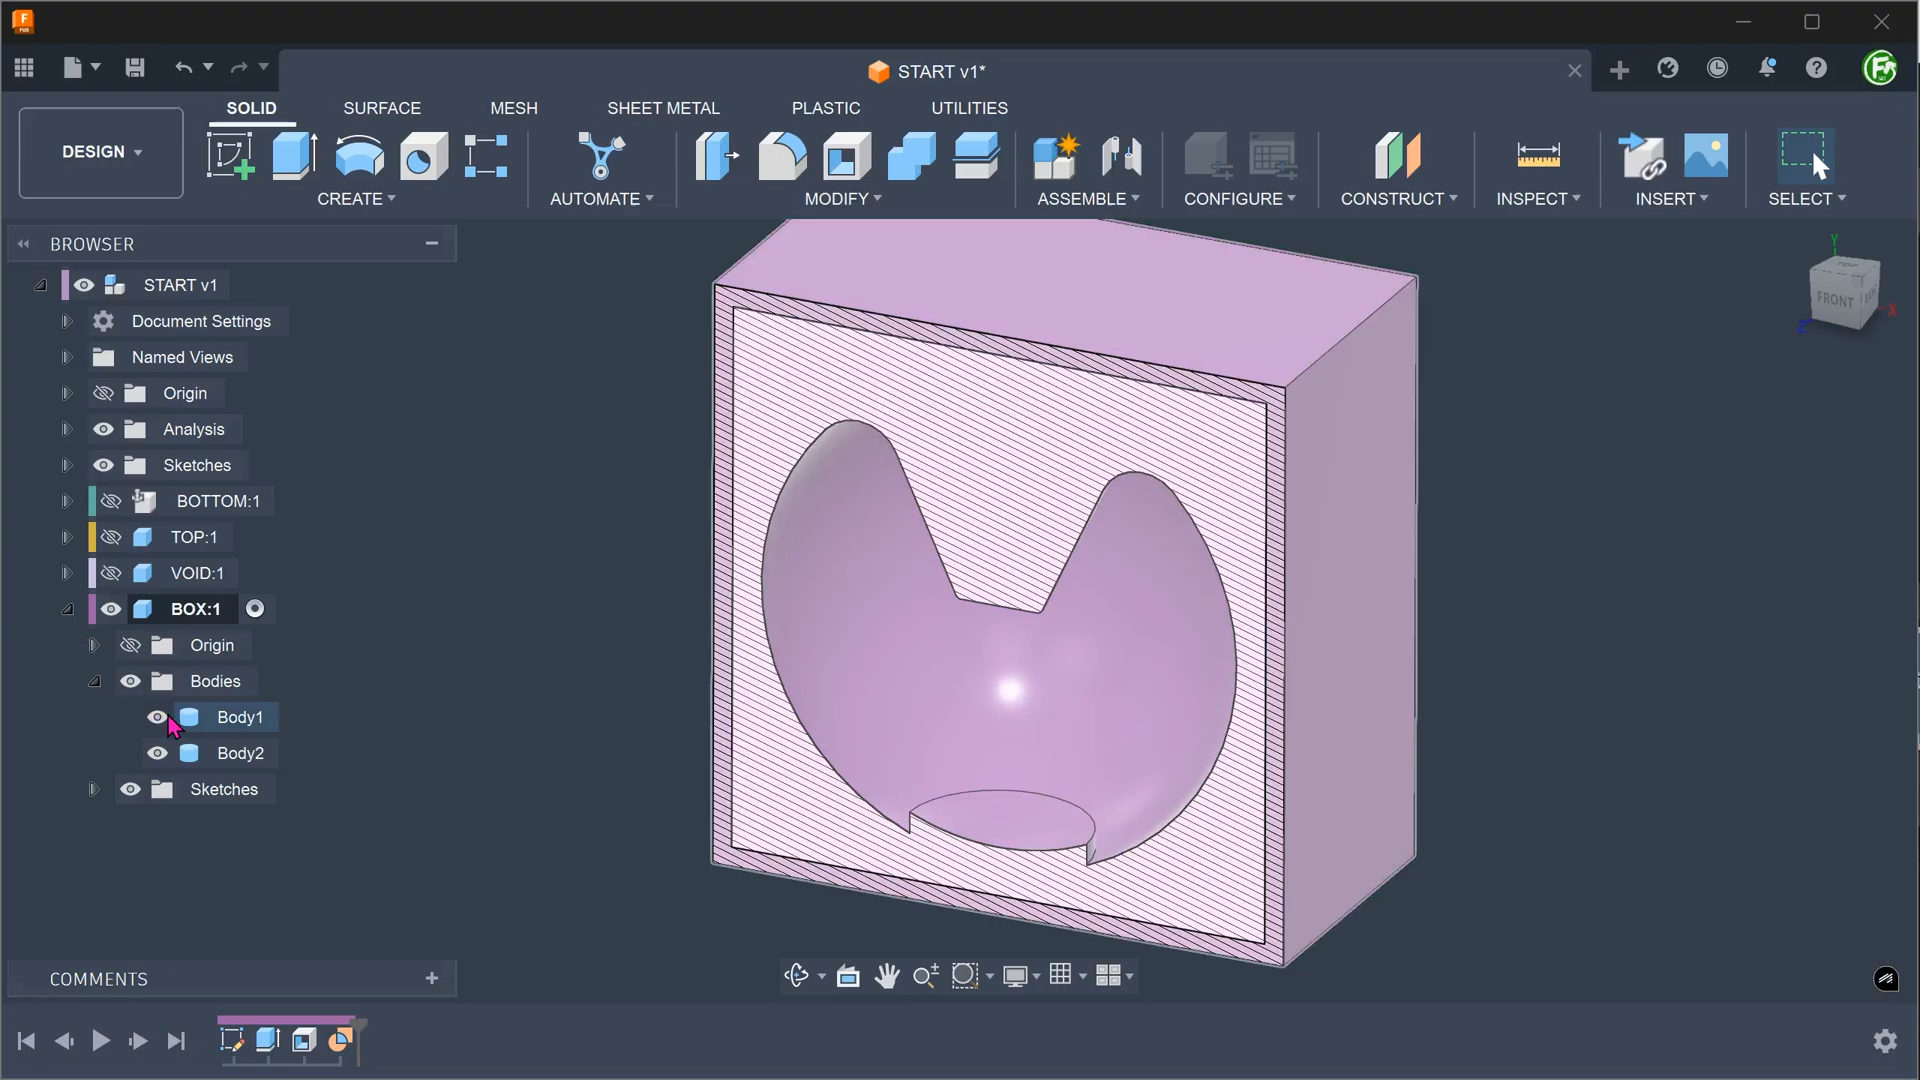 START v1*
SOLID SURFACE MESH SHEET METAL PLASTIC UTILITIES
DESIGN
CREATE AUTOMATE MODIFY ASSEMBLE CONFIGURE CONSTRUCT INSPECT INSERT SELECT
BROWSER
START v1
Document Settings
Named Views
Origin
Analysis
Sketches
BOTTOM:1
TOP:1
VOID:1
BOX:1
Origin
Bodies
Body1
Body2
Sketches
Y
TOP
FRONT
X
Z
COMMENTS